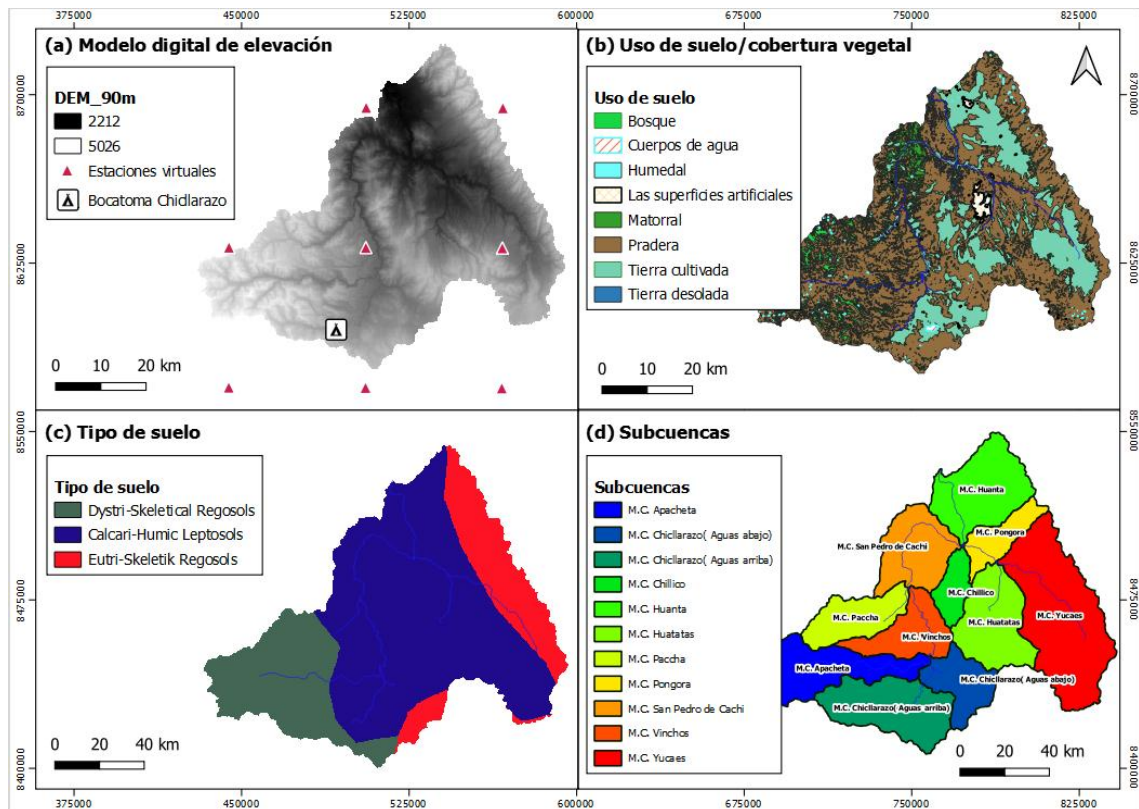 375000 450000 525000 600000 675000 750000 825000
(a) Modelo digital de elevación
DEM_90m
2212
5026
Estaciones virtuales
Bocatoma Chicllarazo
0 10 20 km
8700000
8625000
(b) Uso de suelo/cobertura vegetal
Uso de suelo
Bosque
Cuerpos de agua
Humedal
Las superficies artificiales
Matorral
Pradera
Tierra cultivada
Tierra desolada
0 10 20 km
8700000
8625000
(c) Tipo de suelo
Tipo de suelo
Dystri-Skeletical Regosols
Calcari-Humic Leptosols
Eutri-Skeletik Regosols
0 20 40 km
8550000
8475000
8400000
(d) Subcuencas
Subcuencas
M.C. Apacheta
M.C. Chicllarazo( Aguas abajo)
M.C. Chicllarazo( Aguas arriba)
M.C. Chillico
M.C. Huanta
M.C. Huatatas
M.C. Paccha
M.C. Pongora
M.C. San Pedro de Cachi
M.C. Vinchos
M.C. Yucaes
M.C. Huanta
M.C. Pongora
M.C. San Pedro de Cachi
M.C. Chillico
M.C. Yucaes
M.C. Paccha
M.C. Huatatas
M.C. Vinchos
M.C. Apacheta
M.C. Chicllarazo( Aguas abajo)
M.C. Chicllarazo( Aguas arriba)
0 20 40 km
8550000
8475000
8400000
375000 450000 525000 600000 675000 750000 825000